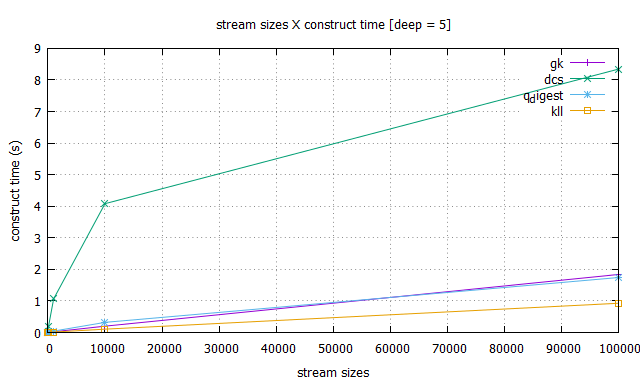 stream sizes X construct time [deep = 5]
9
8
7
6
5
4
3
2
1
0
construct time (s)
gk
dcs
q_digest
kll
0 10000 20000 30000 40000 50000 60000 70000 80000 90000 100000
stream sizes